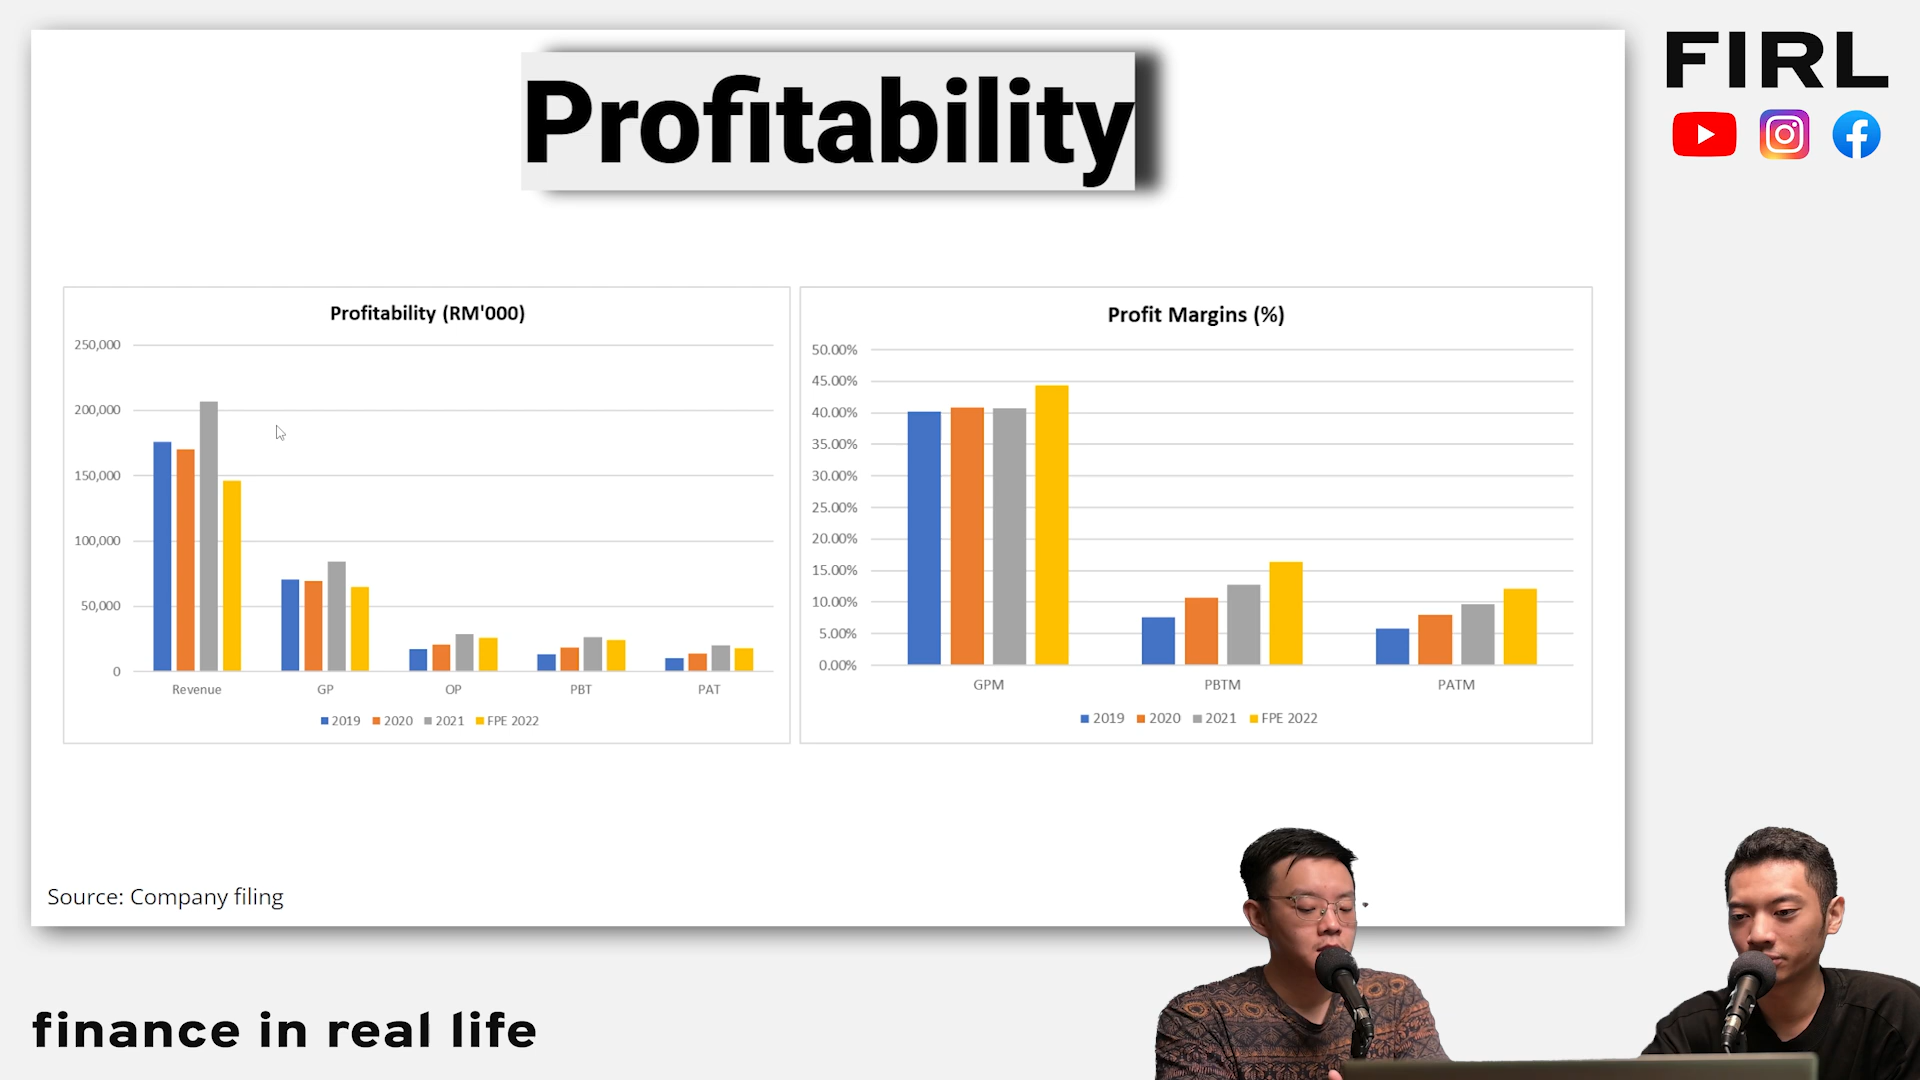 Profitability
FIRL
Profitability (RM'000)
250,000
200,000
150,000
100,000
50,000
0
Revenue GP OP PBT PAT
2019 2020 2021 FPE 2022
Profit Margins (%)
50.00%
45.00%
40.00%
35.00%
30.00%
25.00%
20.00%
15.00%
10.00%
5.00%
0.00%
GPM PBTM PATM
2019 2020 2021 FPE 2022
Source: Company filing
finance in real life